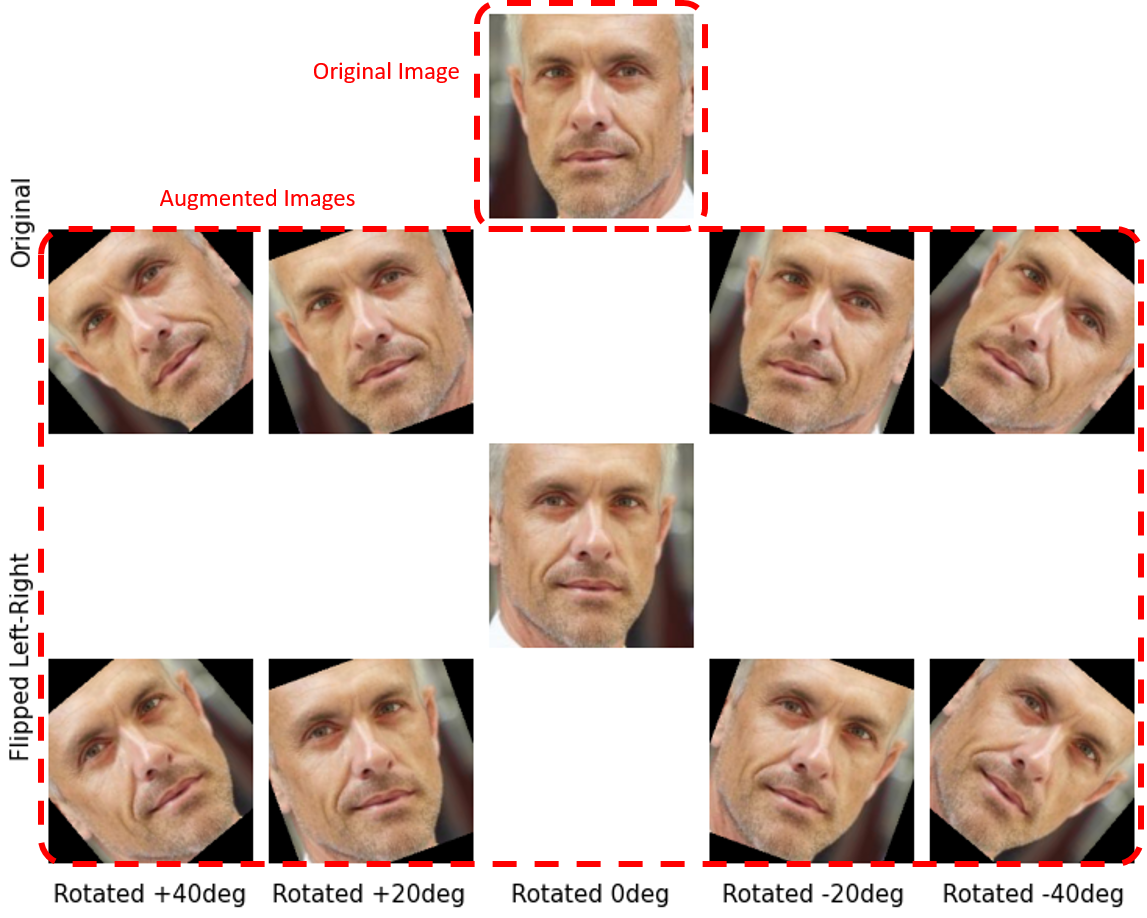 Original Image
Augmented Images
Original
Flipped Left-Right
Rotated +40deg
Rotated +20deg
Rotated 0deg
Rotated -20deg
Rotated -40deg